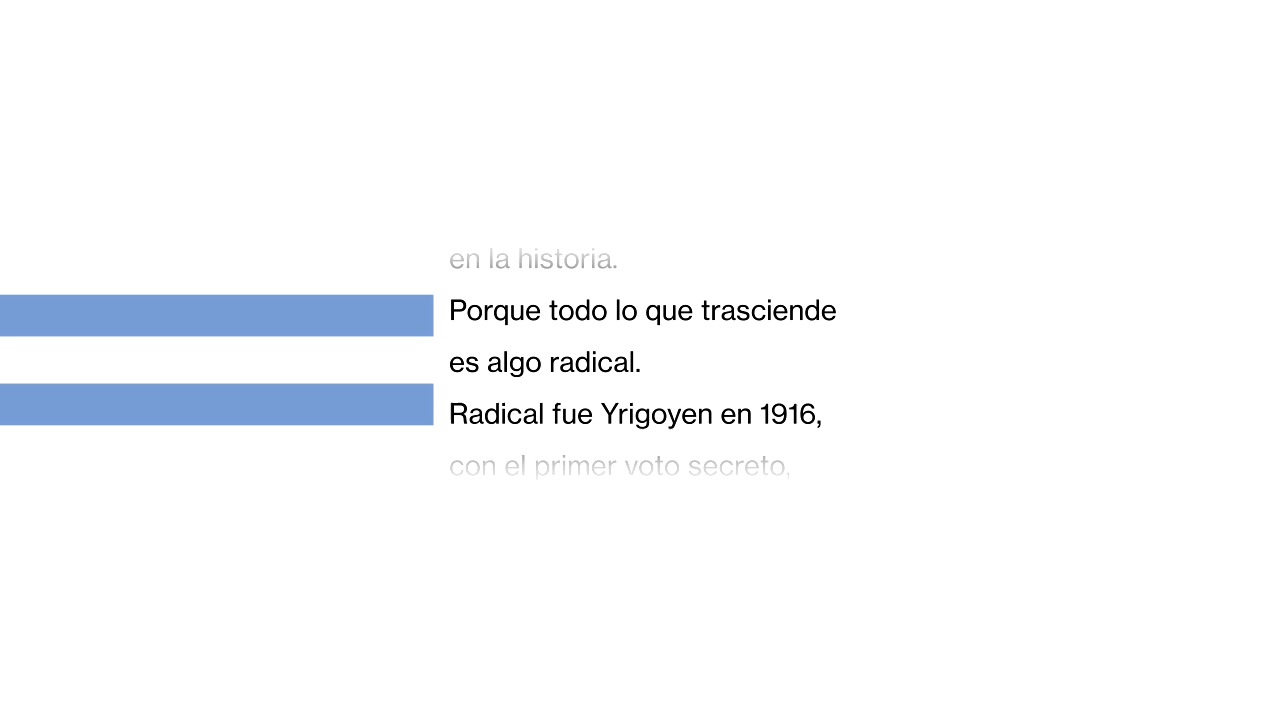 en la historia.
Porque todo lo que trasciende
es algo radical.
Radical fue Yrigoyen en 1916,
con el primer voto secreto,